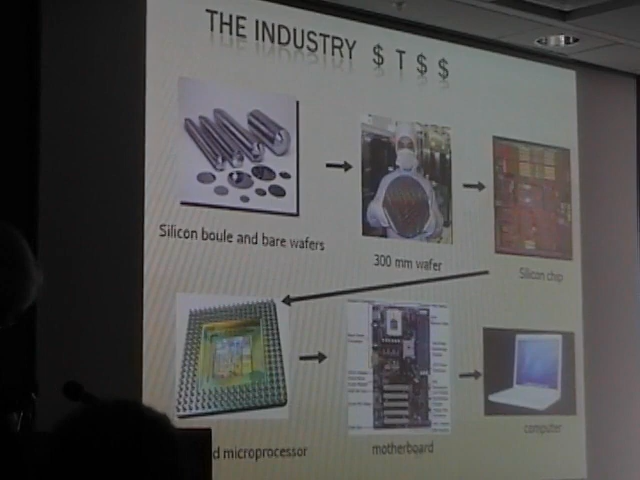 THE INDUSTRY $ T $ $
Silicon boule and bare wafers
300 mm wafer
Silicon chip
d microprocessor
motherboard
computer